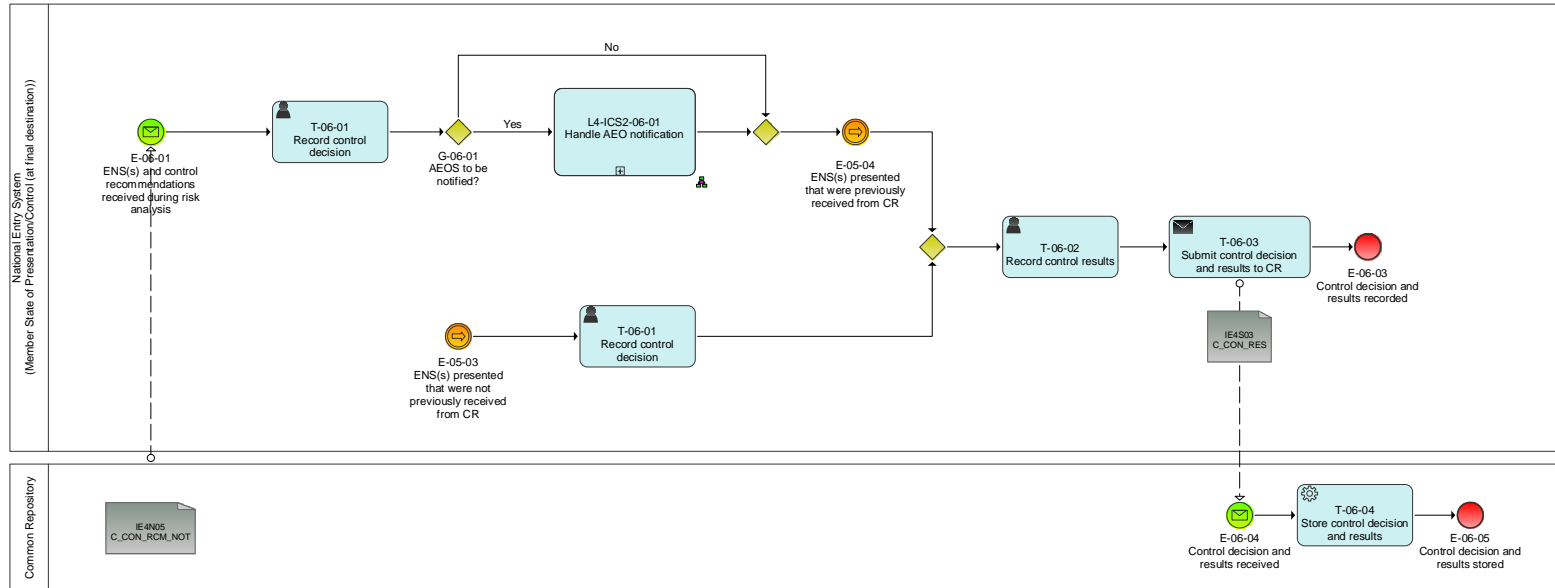 National Entry System
(Member State of Presentation/Control (at final destination))
No
E-06-01
ENS(s) and control
recommendations
received during risk
analysis
T-06-01
Record control
decision
G-06-01
AEOS to be
notified?
Yes
L4-ICS2-06-01
Handle AEO notification
E-05-04
ENS(s) presented
that were previously
received from CR
E-05-03
ENS(s) presented
that were not
previously received
from CR
T-06-01
Record control
decision
T-06-02
Record control results
T-06-03
Submit control decision
and results to CR
E-06-03
Control decision and
results recorded
IE4S03
C_CON_RES
Common Repository
IE4N05
C_CON_RCM_NOT
E-06-04
Control decision and
results received
T-06-04
Store control decision
and results
E-06-05
Control decision and
results stored